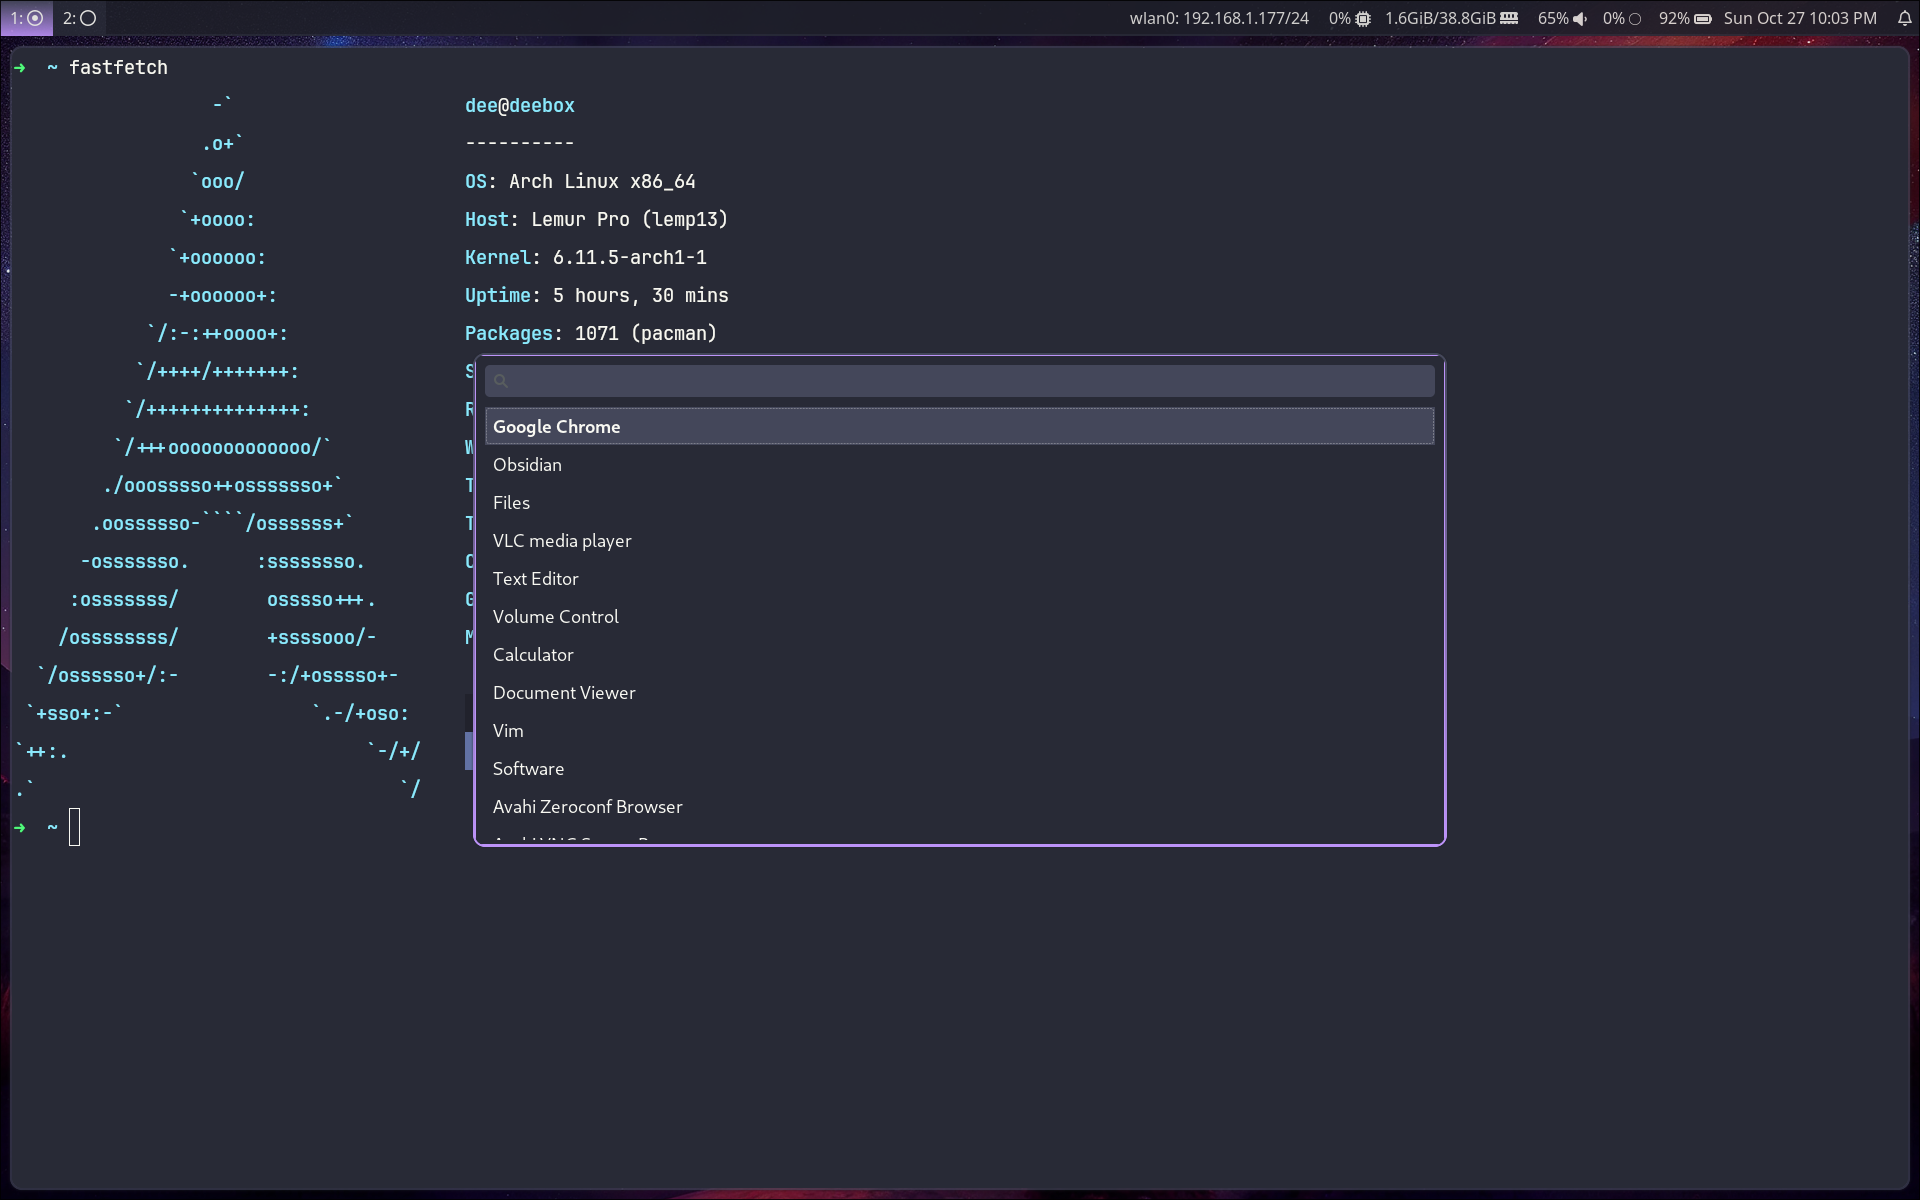 1: 2: wlan0: 192.168.1.177/24 0% 1.6GiB/38.8GiB 65% 0% 92% Sun Oct 27 10:03 PM
➜ ~ fastfetch
-` dee@deebox
.o+` ----------
`ooo/ OS: Arch Linux x86_64
`+oooo: Host: Lemur Pro (lemp13)
`+oooooo: Kernel: 6.11.5-arch1-1
-+oooooo+: Uptime: 5 hours, 30 mins
`/:-:++oooo+: Packages: 1071 (pacman)
`/++++/+++++++: S
`/++++++++++++++: R
`/+++ooooooooooooo/` W
./ooosssso++osssssso+` T
.oossssso-````/ossssss+` T
-osssssso. :ssssssso. C
:osssssss/ osssso+++. G
/ossssssss/ +ssssooo/- M
`/ossssso+/:- -:/+osssso+-
`+sso+:-` `.-/+oso:
`++:. `-/+/
.` `/
➜ ~
Google Chrome
Obsidian
Files
VLC media player
Text Editor
Volume Control
Calculator
Document Viewer
Vim
Software
Avahi Zeroconf Browser